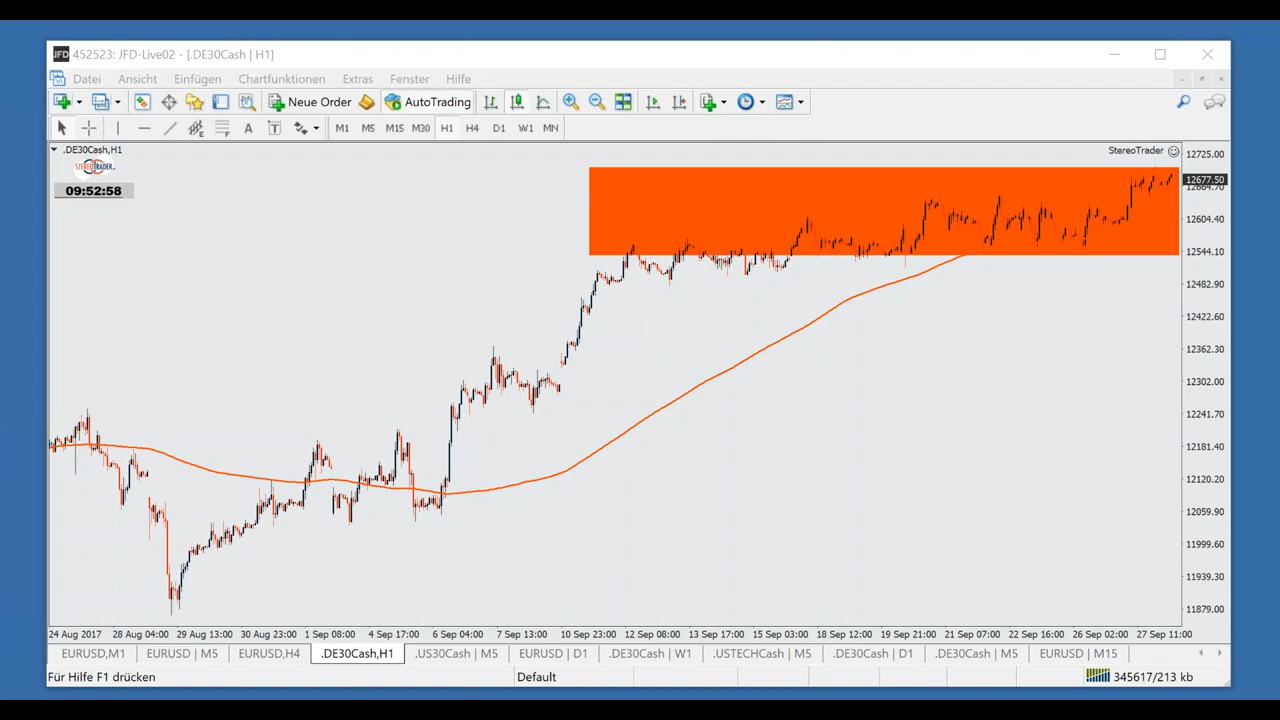 JFD 452523: JFD-Live02 - [.DE30Cash | H1]
Datei Ansicht Einfügen Chartfunktionen Extras Fenster Hilfe
Neue Order AutoTrading
A T M1 M5 M15 M30 H1 H4 D1 W1 MN
.DE30Cash,H1 StereoTrader
STEREOTRADER
09:52:58
12725.00
12677.50
12664.70
12604.40
12544.10
12482.90
12422.60
12362.30
12302.00
12241.70
12181.40
12120.20
12059.90
11999.60
11939.30
11879.00
24 Aug 2017 28 Aug 04:00 29 Aug 13:00 30 Aug 23:00 1 Sep 08:00 4 Sep 17:00 6 Sep 04:00 7 Sep 13:00 10 Sep 23:00 12 Sep 08:00 13 Sep 17:00 15 Sep 03:00 18 Sep 12:00 19 Sep 21:00 21 Sep 07:00 22 Sep 16:00 26 Sep 02:00 27 Sep 11:00
EURUSD,M1 EURUSD | M5 EURUSD,H4 .DE30Cash,H1 .US30Cash | M5 EURUSD | D1 .DE30Cash | W1 .USTECHCash | M5 .DE30Cash | D1 .DE30Cash | M5 EURUSD | M15
Für Hilfe F1 drücken Default 345617/213 kb